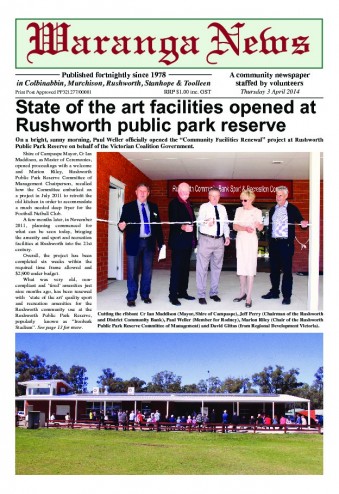 Waranga News
Published fortnightly since 1978
in Colbinabbin, Murchison, Rushworth, Stanhope & Toolleen
Print Post Approved PP325127/00001
RRP $1.00 inc. GST
A community newspaper
staffed by volunteers
Thursday 3 April 2014
State of the art facilities opened at
Rushworth public park reserve
On a bright, sunny morning, Paul Weller officially opened the "Community Facilities Renewal" project at Rushworth
Public Park Reserve on behalf of the Victorian Coalition Government.
Shire of Campaspe Mayor, Cr Ian
Maddison, as Master of Ceremonies,
opened proceedings with a welcome
and Marion Riley, Rushworth
Public Park Reserve Committee of
Management Chairperson, recalled
how the Committee embarked on
a project in July 2011 to retrofit the
old kitchen in order to accommodate
a much needed deep fryer for the
Football Netball Club.
A few months later, in November
2011, planning commenced for
what can be seen today, bringing
the amenity and sport and recreation
facilities at Rushworth into the 21st
century.
Overall, the project has been
completed six weeks within the
required time frame allowed and
$2,000 under budget.
What was very old, non-
compliant and 'tired' amenities just
nine months ago, has been renewed
with 'state of the art' quality sport
and recreation amenities for the
Rushworth community use at the
Rushworth Public Park Reserve,
popularly known as "Institute
Stadium". See page 13 for more.
Rushworth Community Bank Sport & Recreation
Cutting the ribbon: Cr Ian Maddison (Mayor, Shire of Campaspe), Jeff Perry (Chairman of the Rushworth
and District Community Bank), Paul Weller (Member for Rodney), Marion Riley (Chair of the Rushworth
Public Park Reserve Committee of Management) and David Gittus (from Regional Development Victoria).